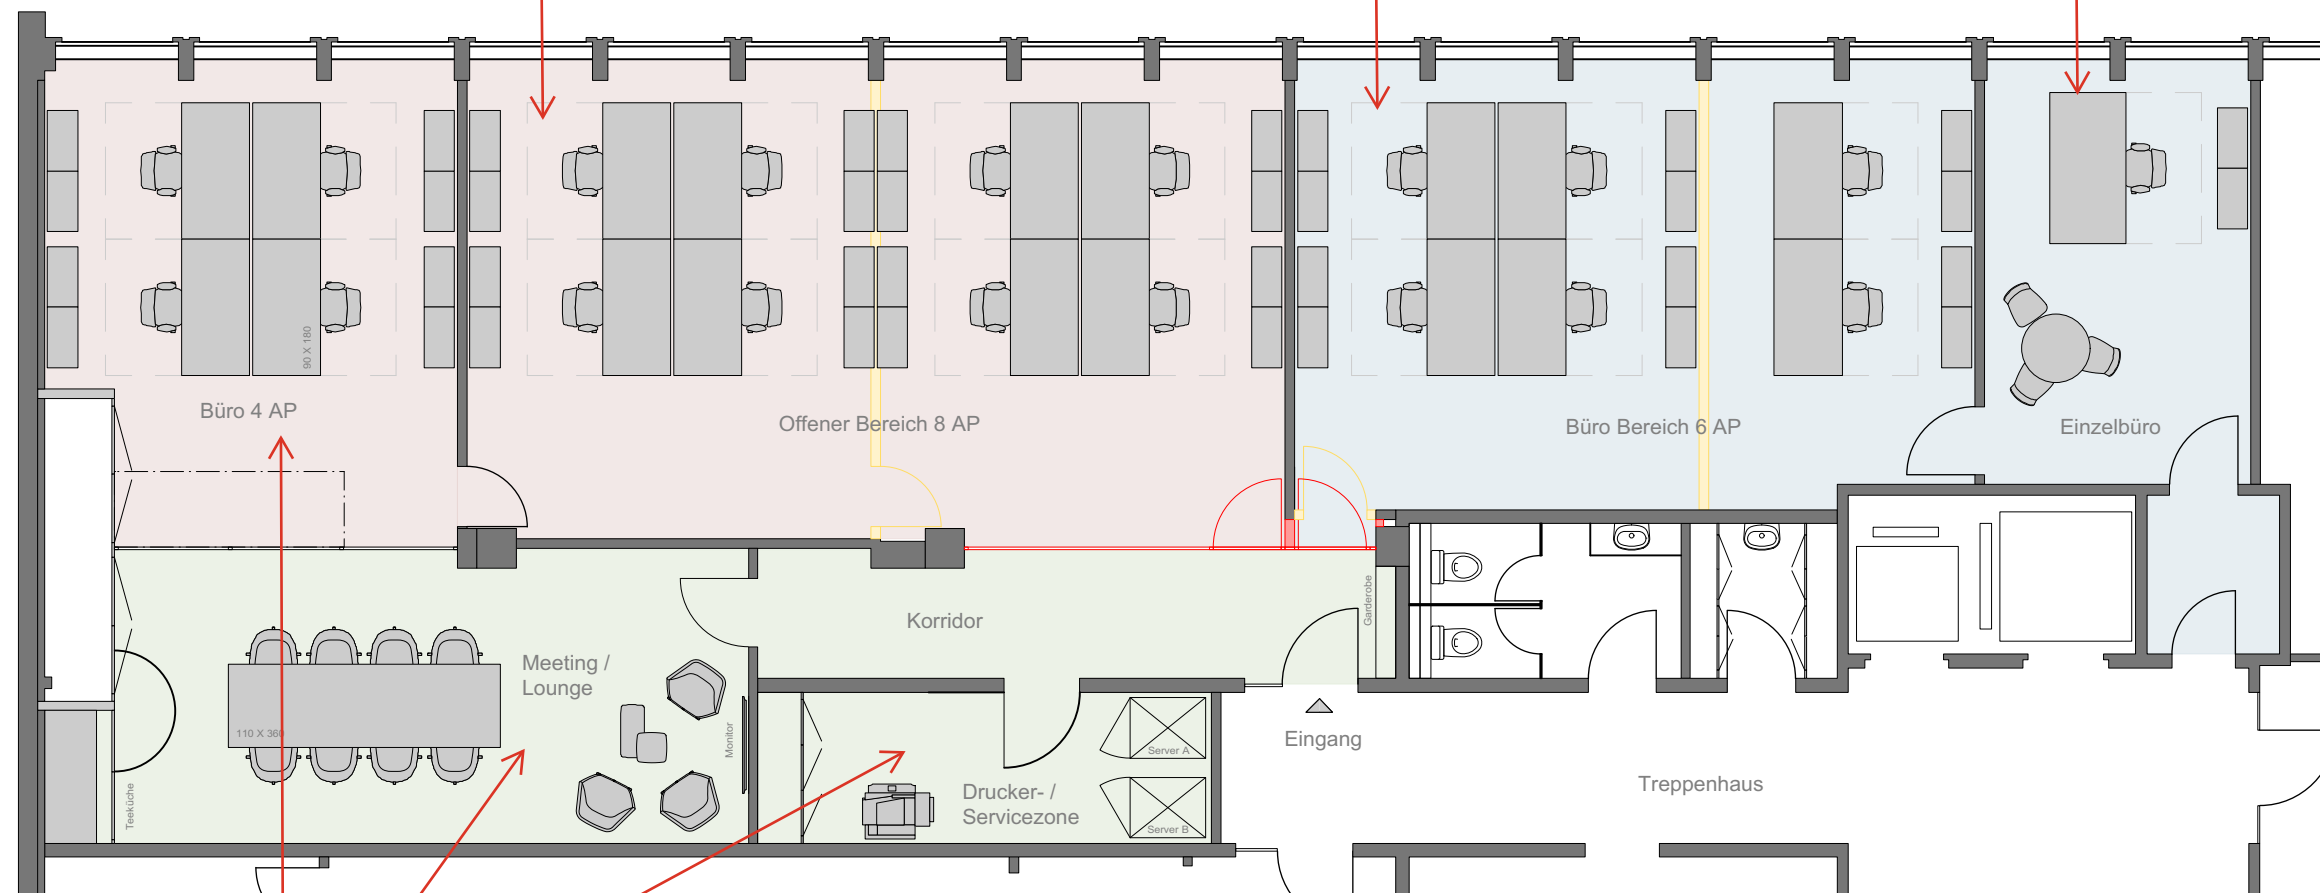 90 X 180
Büro 4 AP
Offener Bereich 8 AP
Büro Bereich 6 AP
Einzelbüro
Garderobe
Korridor
Meeting /
Lounge
110 X 360
Monitor
Teeküche
Server A
Drucker- /
Servicezone
Server B
Eingang
Treppenhaus